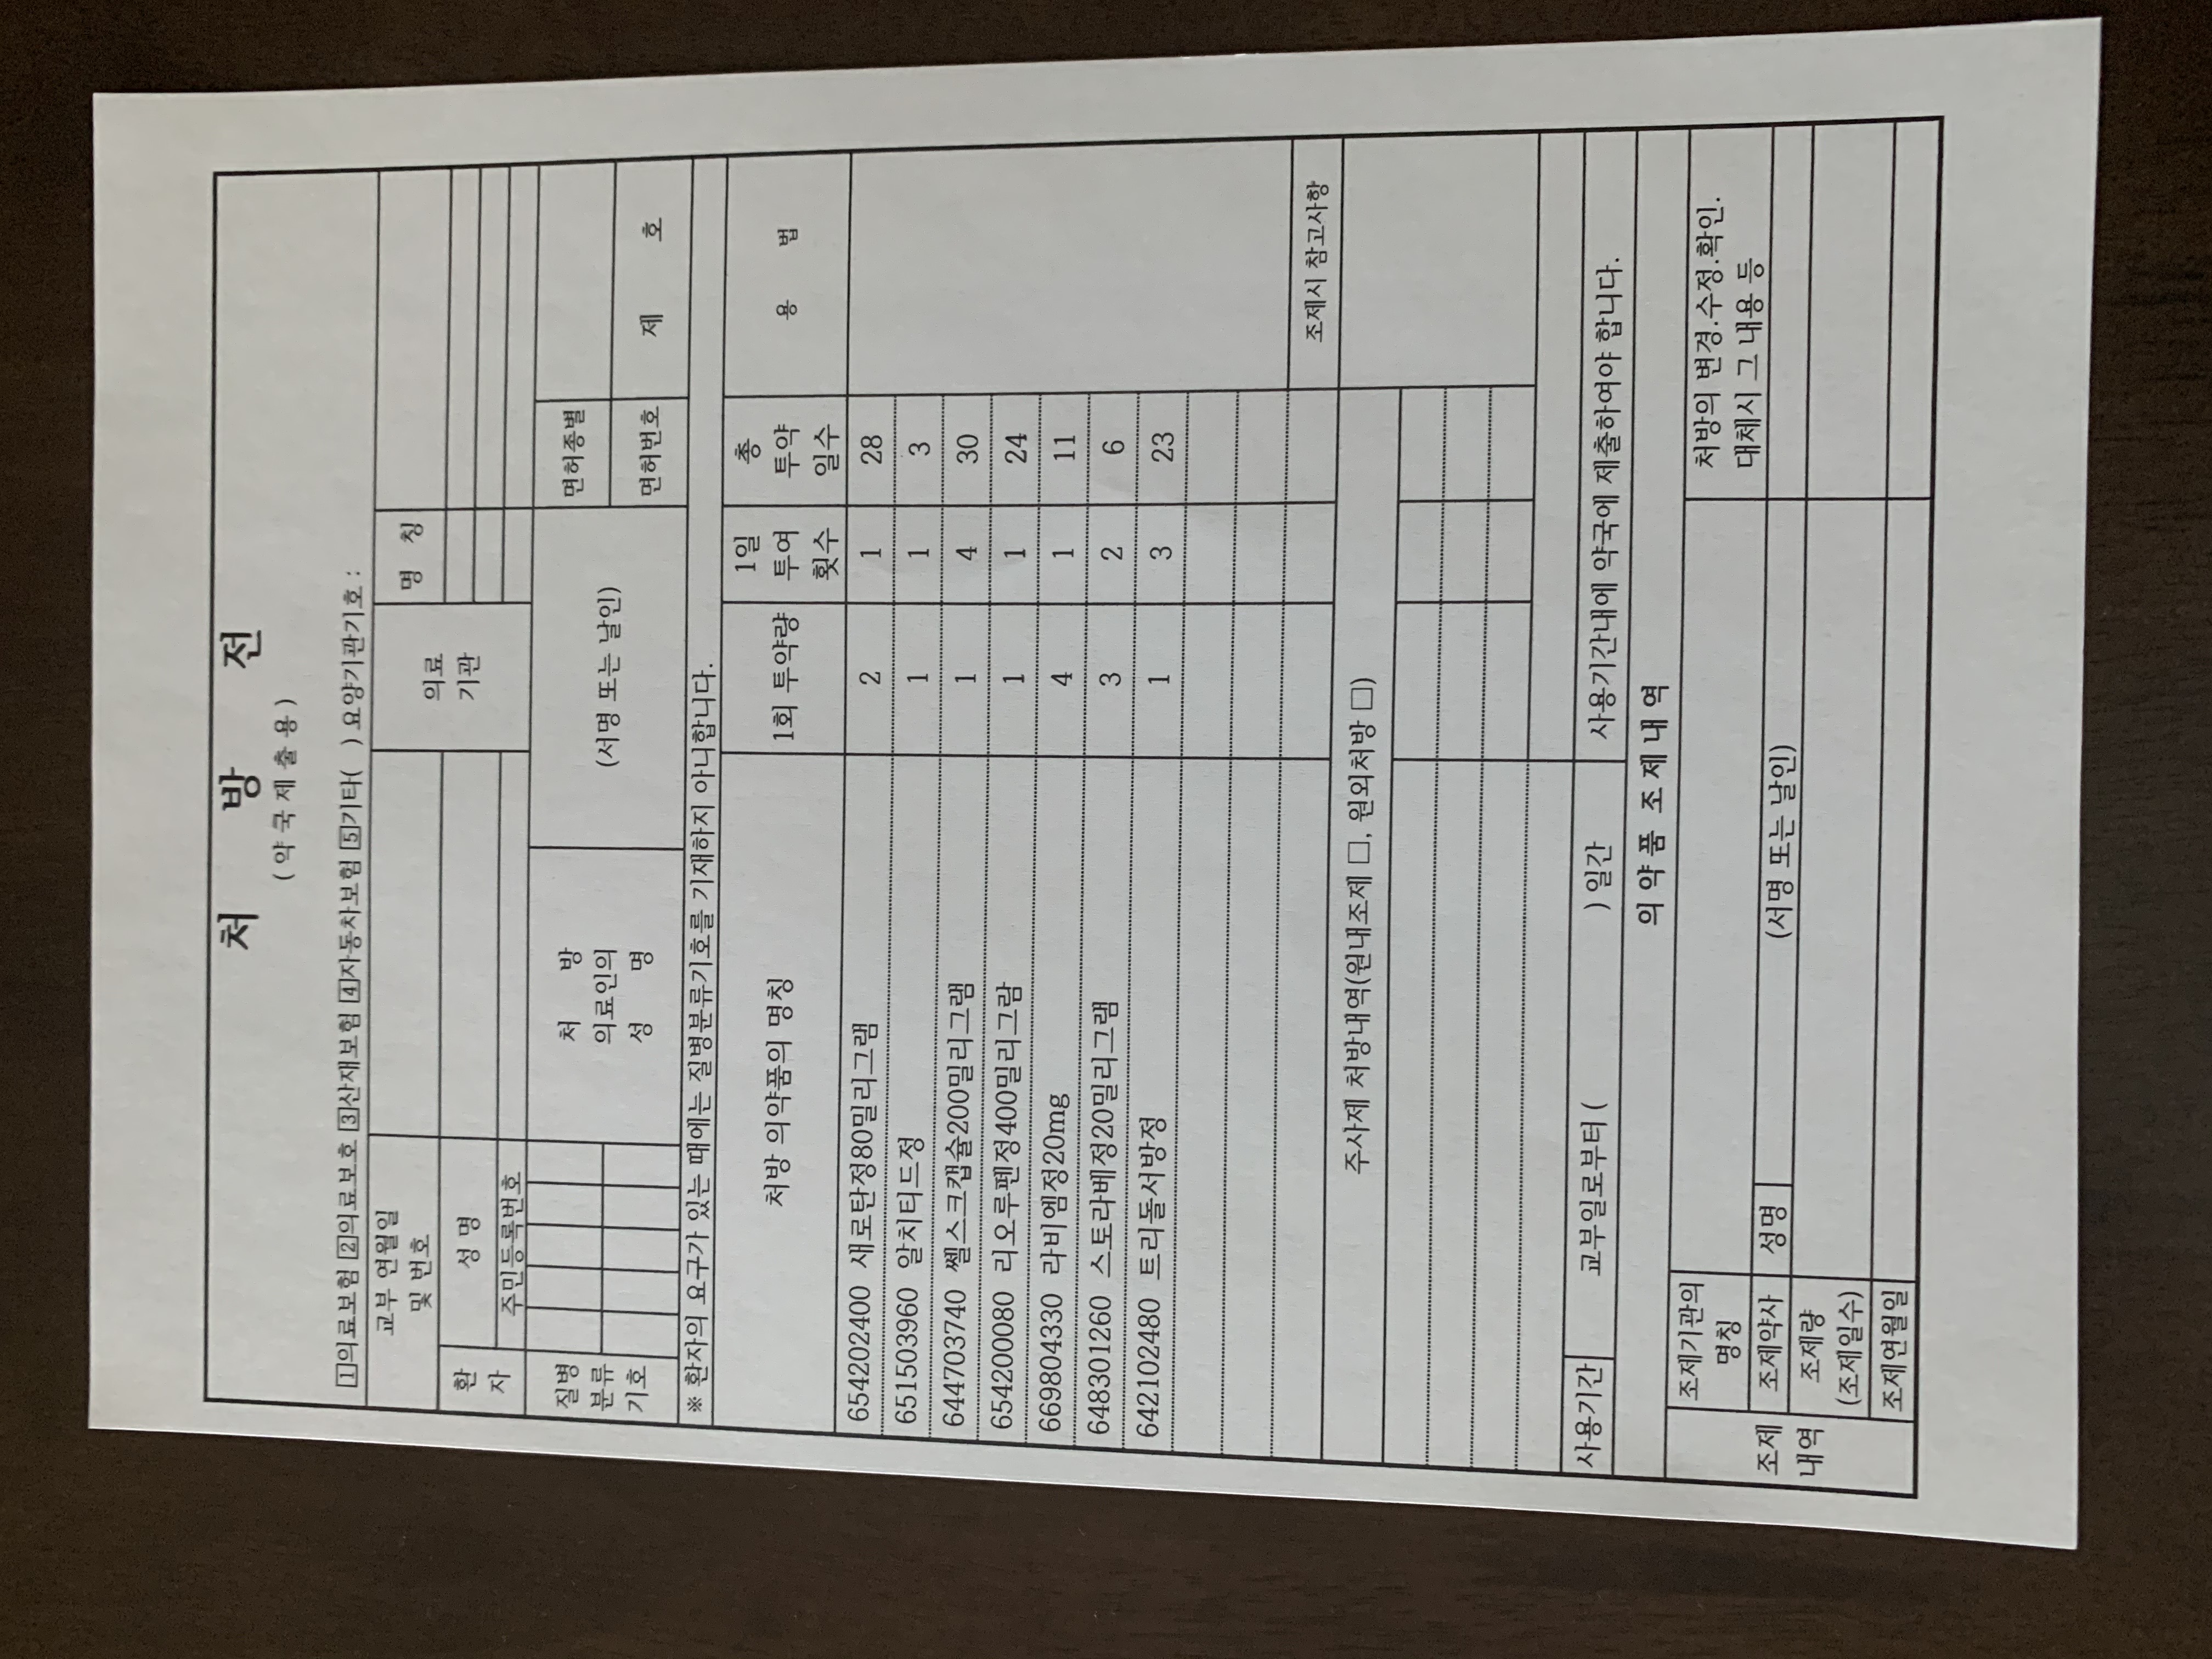 처 방 전
(약국제출용)
1의료보험 2의료보호 3산재보험 4자동차보험 5기타( ) 요양기관기호 :
교부 연월일
및 번호
의료
기관
명 칭
환
자
성 명
주민등록번호
질병
분류
기호
처 방
의료인의
성 명
(서명 또는 날인)
면허종별
면허번호
제 호
※ 환자의 요구가 있는 때에는 질병분류기호를 기재하지 아니합니다.
처방 의약품의 명칭
1회 투약량
1일
투여
횟수
총
투약
일수
용 법
654202400 새로탄정80밀리그램 2 1 28
651503960 알치티드정 1 1 3
644703740 쎌스크캡슐200밀리그램 1 4 30
654200080 리오루펜정400밀리그람 1 1 24
669804330 라비엠정20mg 4 1 11
648301260 스토라베정20밀리그램 3 2 6
642102480 트리돌서방정 1 3 23
조제시 참고사항
주사제 처방내역(원내조제 □, 원외처방 □)
사용기간 교부일로부터 ( ) 일간 사용기간내에 약국에 제출하여야 합니다.
의약품 조제내역
조제
내역
조제기관의
명칭
처방의 변경.수정.확인.
대체시 그 내용 등
조제약사 성명 (서명 또는 날인)
조제량
(조제일수)
조제연월일